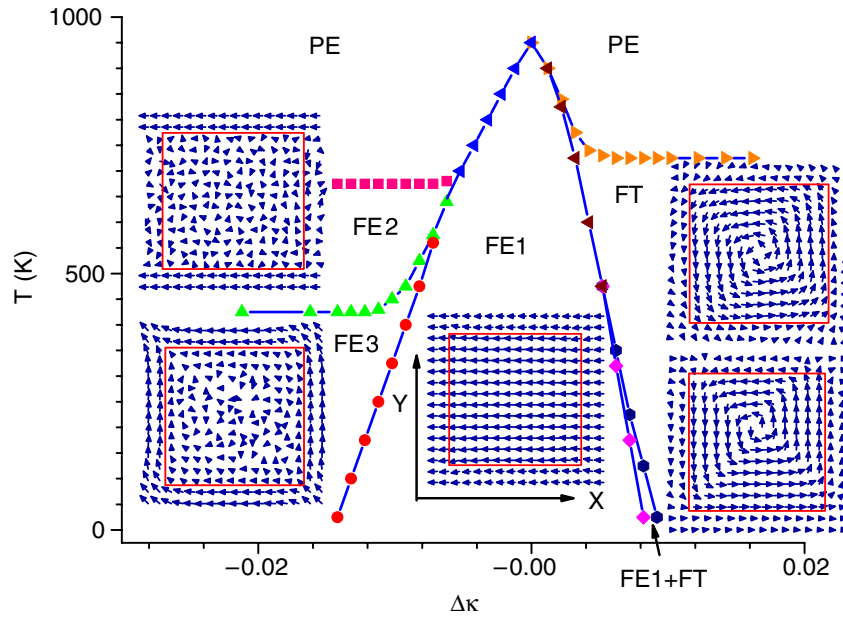 1000
PE
PE
FT
T (K)
FE2
FE1
500
FE3
Y
X
0
−0.02
−0.00
0.02
FE1+FT
Δκ